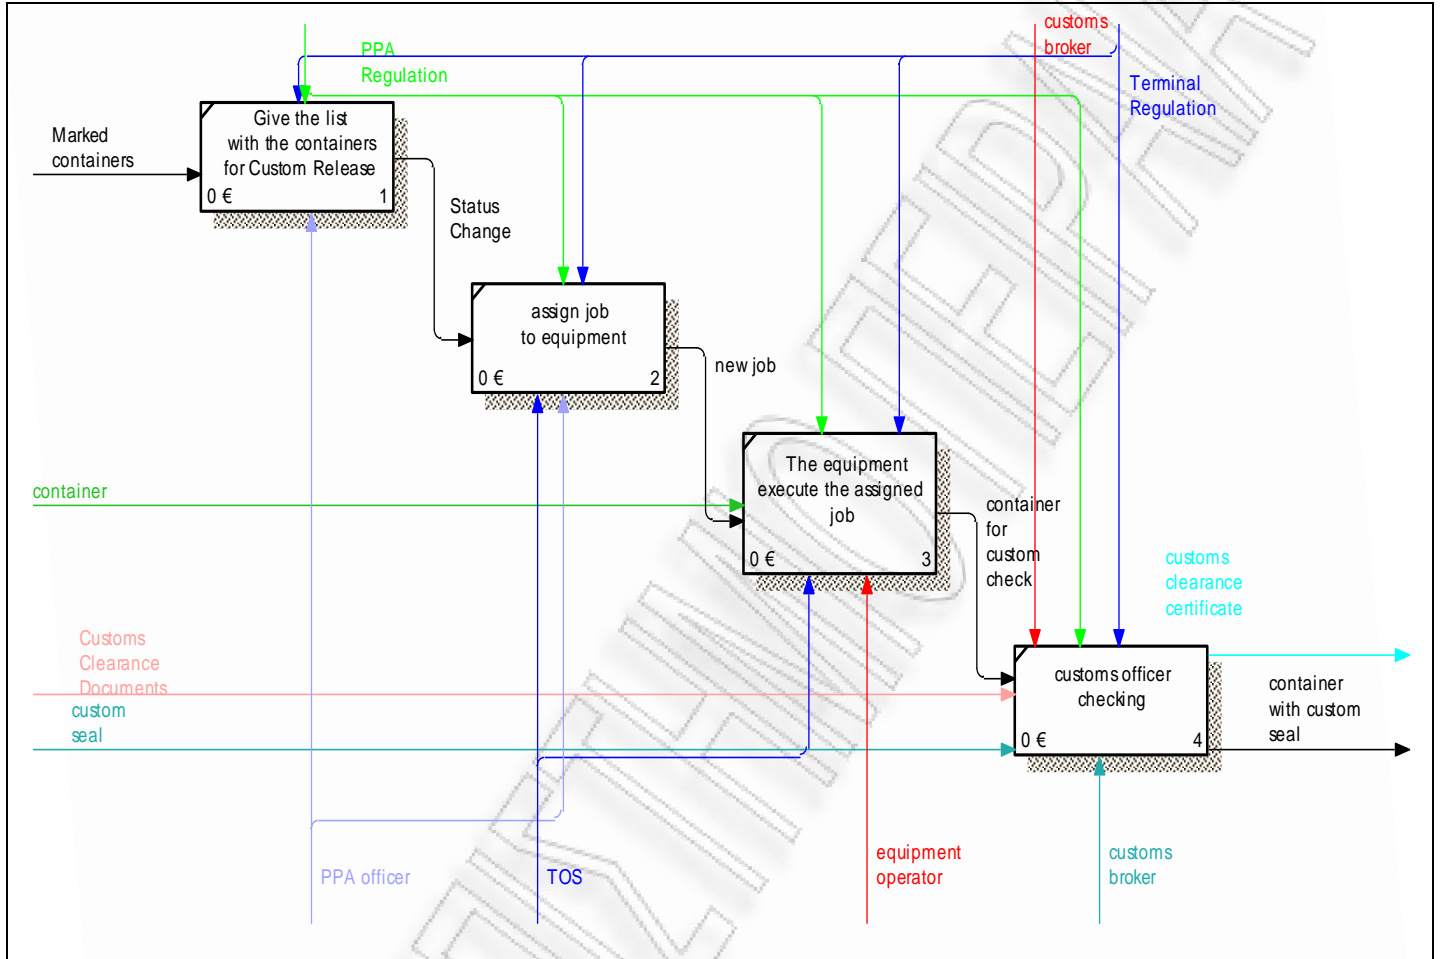 customs
broker
PPA
Regulation
Terminal
Regulation
Marked
containers
Give the list
with the containers
for Custom Release
0 €
1
Status
Change
assign job
to equipment
0 €
2
new job
container
The equipment
execute the assigned
job
0 €
3
container
for
custom
check
customs
clearance
certificate
Customs
Clearance
Documents
custom
seal
customs officer
checking
0 €
4
container
with custom
seal
PPA officer
TOS
equipment
operator
customs
broker